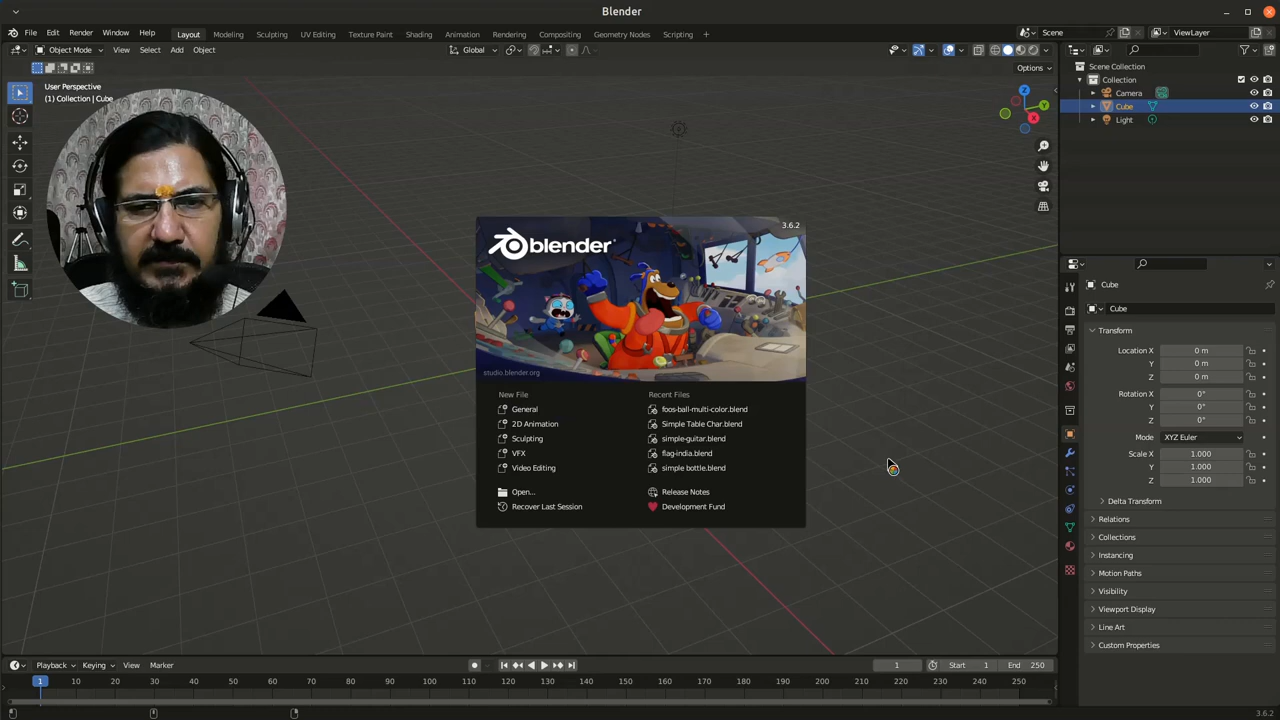 Blender
File Edit Render Window Help Layout Modeling Sculpting UV Editing Texture Paint Shading Animation Rendering Compositing Geometry Nodes Scripting + Scene ViewLayer
Object Mode View Select Add Object Global
Options
User Perspective
(1) Collection | Cube
Z
Y
X
Scene Collection
Collection
Camera
Cube
Light
blender
3.6.2
studio.blender.org
New File
General
2D Animation
Sculpting
VFX
Video Editing
Open...
Recover Last Session
Recent Files
foos-ball-multi-color.blend
Simple Table Char.blend
simple-guitar.blend
flag-india.blend
simple bottle.blend
Release Notes
Development Fund
Cube
Cube
Transform
Location X 0 m
Y 0 m
Z 0 m
Rotation X 0°
Y 0°
Z 0°
Mode XYZ Euler
Scale X 1.000
Y 1.000
Z 1.000
Delta Transform
Relations
Collections
Instancing
Motion Paths
Visibility
Viewport Display
Line Art
Custom Properties
Playback Keying View Marker 1 Start 1 End 250
1 10 20 30 40 50 60 70 80 90 100 110 120 130 140 150 160 170 180 190 200 210 220 230 240 250
3.6.2